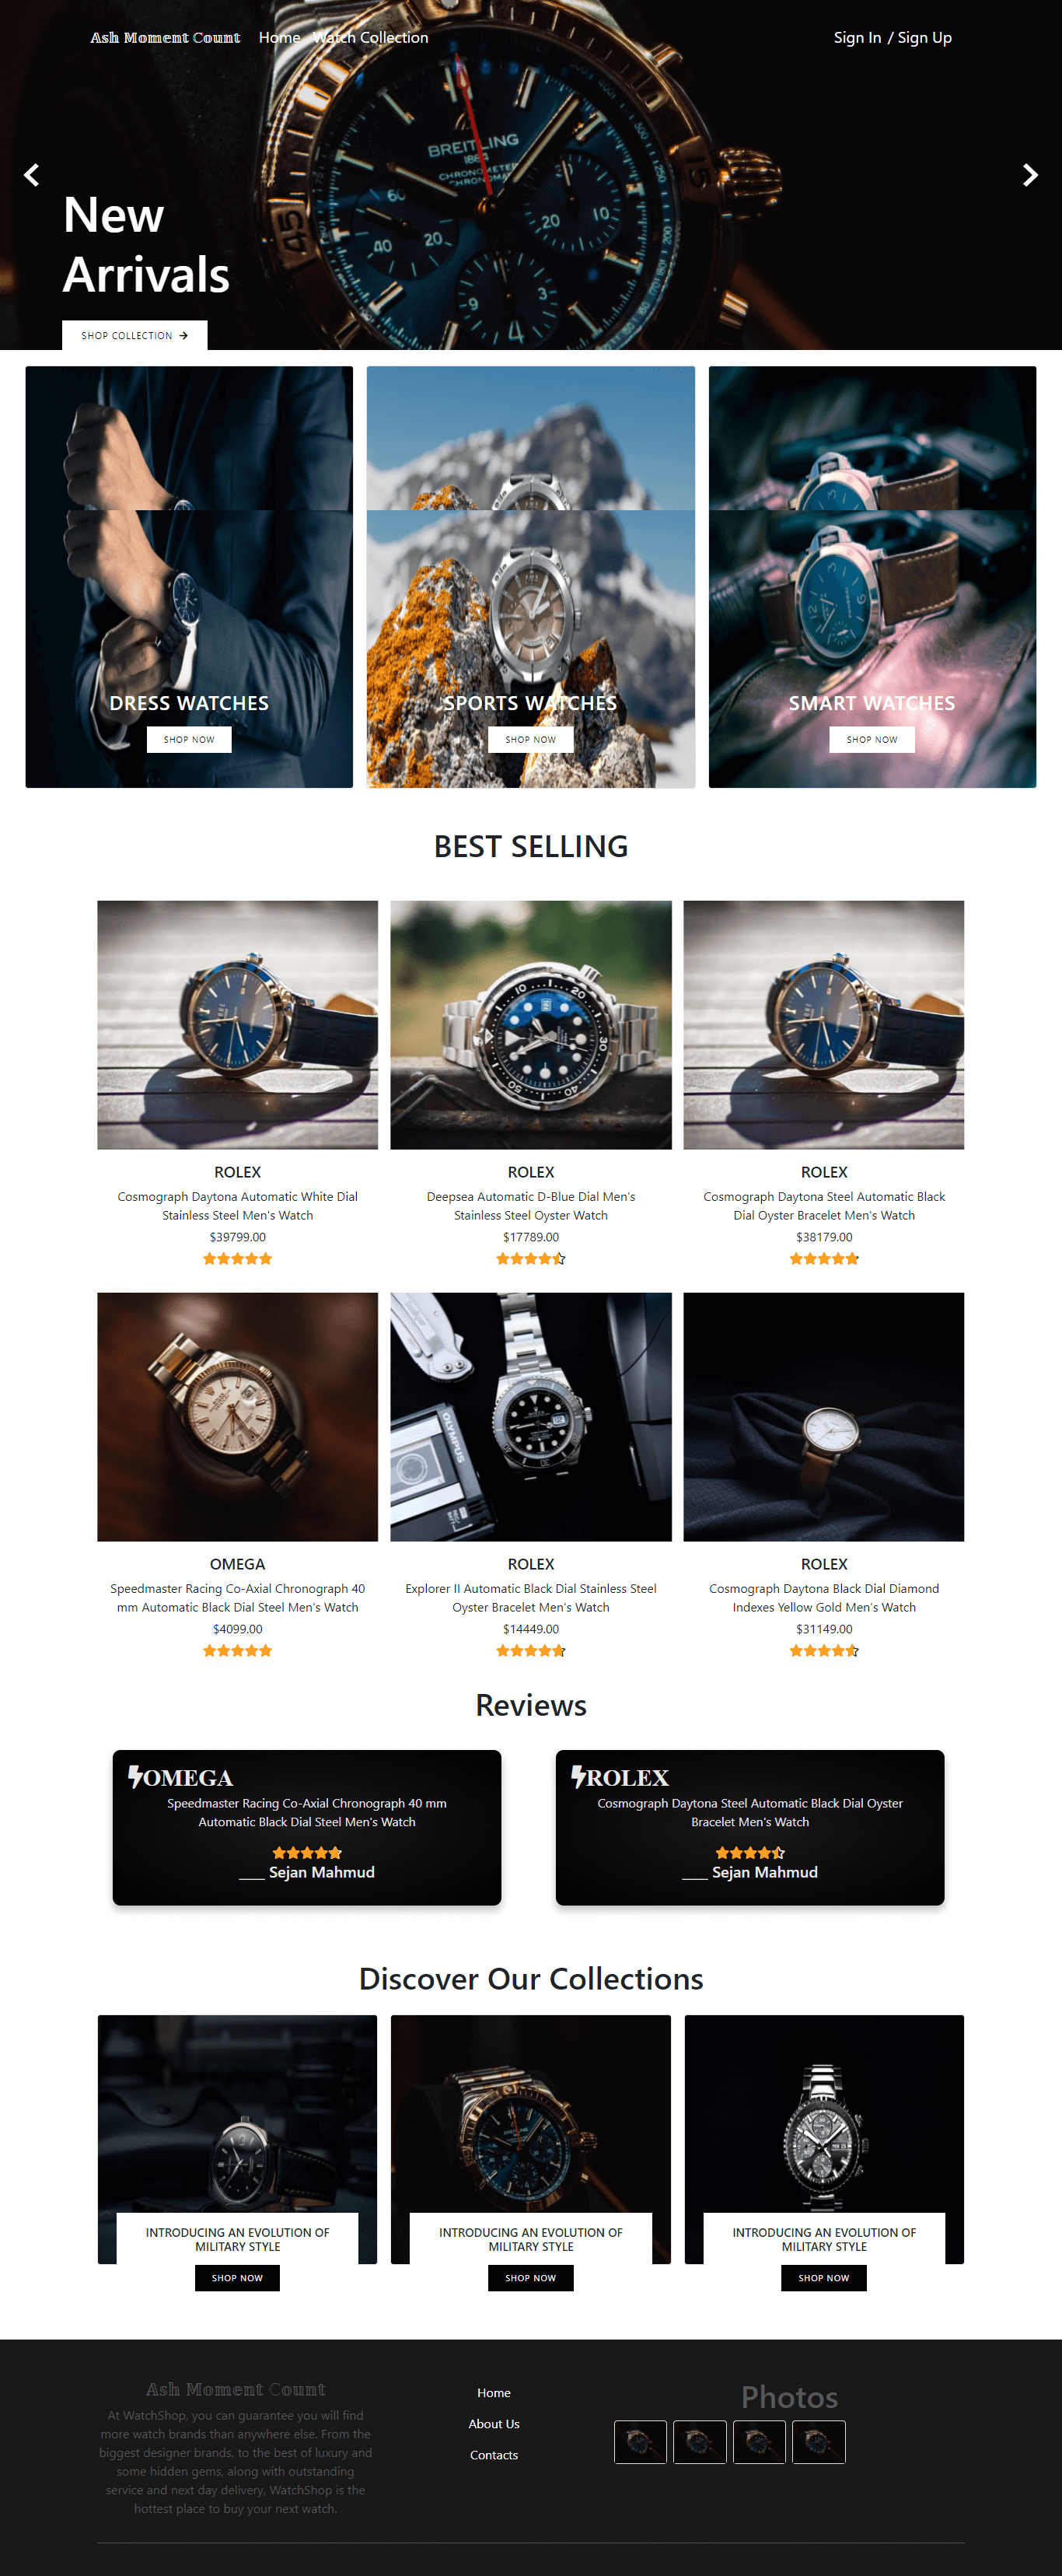 Ash Moment Count Home Watch Collection Sign In / Sign Up
BREITLING
1884
CHRONOMETER
CHRONOMAT
New
Arrivals
SHOP COLLECTION
DRESS WATCHES SPORTS WATCHES SMART WATCHES
SHOP NOW SHOP NOW SHOP NOW
BEST SELLING
ROLEX ROLEX ROLEX
Cosmograph Daytona Automatic White Dial Deepsea Automatic D-Blue Dial Men's Cosmograph Daytona Steel Automatic Black
Stainless Steel Men's Watch Stainless Steel Oyster Watch Dial Oyster Bracelet Men's Watch
$39799.00 $17789.00 $38179.00
OLYMPUS
OMEGA ROLEX ROLEX
Speedmaster Racing Co-Axial Chronograph 40 Explorer II Automatic Black Dial Stainless Steel Cosmograph Daytona Black Dial Diamond
mm Automatic Black Dial Steel Men's Watch Oyster Bracelet Men's Watch Indexes Yellow Gold Men's Watch
$4099.00 $14449.00 $31149.00
Reviews
OMEGA ROLEX
Speedmaster Racing Co-Axial Chronograph 40 mm Cosmograph Daytona Steel Automatic Black Dial Oyster
Automatic Black Dial Steel Men's Watch Bracelet Men's Watch
____ Sejan Mahmud ____ Sejan Mahmud
Discover Our Collections
INTRODUCING AN EVOLUTION OF INTRODUCING AN EVOLUTION OF INTRODUCING AN EVOLUTION OF
MILITARY STYLE MILITARY STYLE MILITARY STYLE
SHOP NOW SHOP NOW SHOP NOW
Ash Moment Count
At WatchShop, you can guarantee you will find
more watch brands than anywhere else. From the
biggest designer brands, to the best of luxury and
some hidden gems, along with outstanding
service and next day delivery, WatchShop is the
hottest place to buy your next watch.
Home
About Us
Contacts
Photos